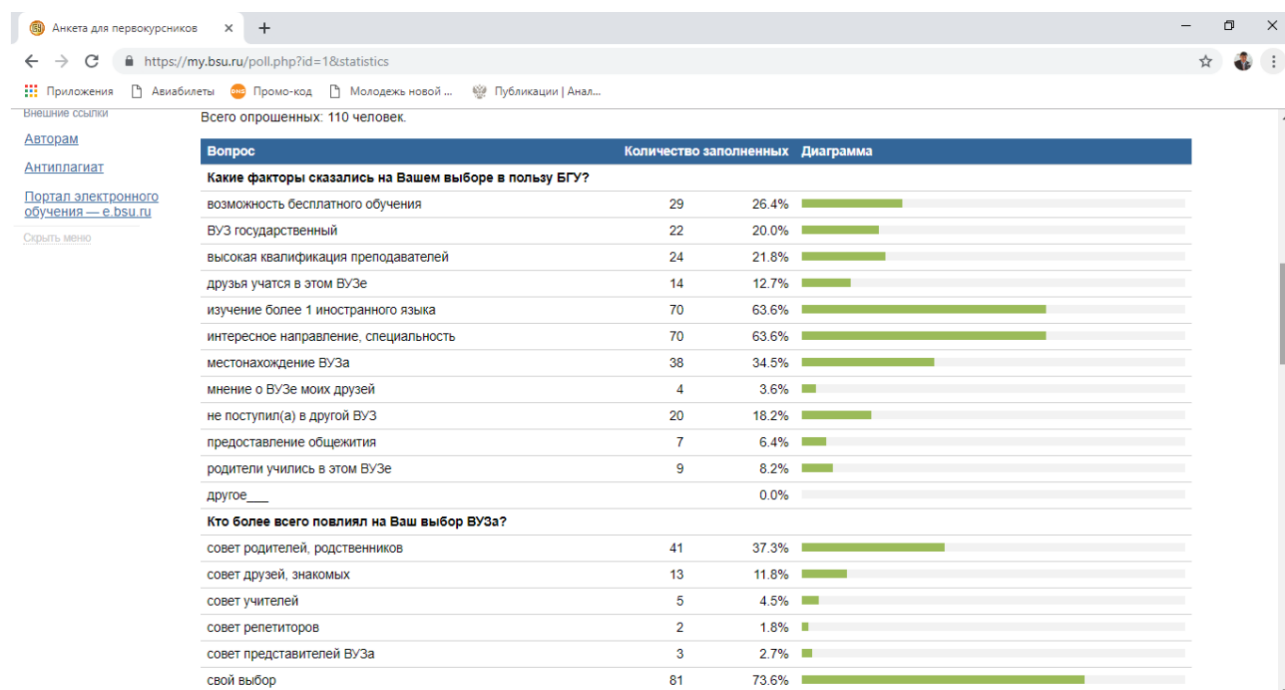 Анкета для первокурсников
https://my.bsu.ru/poll.php?id=1&statistics
Приложения Авиабилеты Промо-код Молодежь новой ... Публикации | Анал...
Внешние ссылки
Авторам
Антиплагиат
Портал электронного
обучения — e.bsu.ru
Скрыть меню
Всего опрошенных: 110 человек.
Вопрос Количество заполненных Диаграмма
Какие факторы сказались на Вашем выборе в пользу БГУ?
возможность бесплатного обучения 29 26.4%
ВУЗ государственный 22 20.0%
высокая квалификация преподавателей 24 21.8%
друзья учатся в этом ВУЗе 14 12.7%
изучение более 1 иностранного языка 70 63.6%
интересное направление, специальность 70 63.6%
местонахождение ВУЗа 38 34.5%
мнение о ВУЗе моих друзей 4 3.6%
не поступил(а) в другой ВУЗ 20 18.2%
предоставление общежития 7 6.4%
родители учились в этом ВУЗе 9 8.2%
другое___ 0.0%
Кто более всего повлиял на Ваш выбор ВУЗа?
совет родителей, родственников 41 37.3%
совет друзей, знакомых 13 11.8%
совет учителей 5 4.5%
совет репетиторов 2 1.8%
совет представителей ВУЗа 3 2.7%
свой выбор 81 73.6%